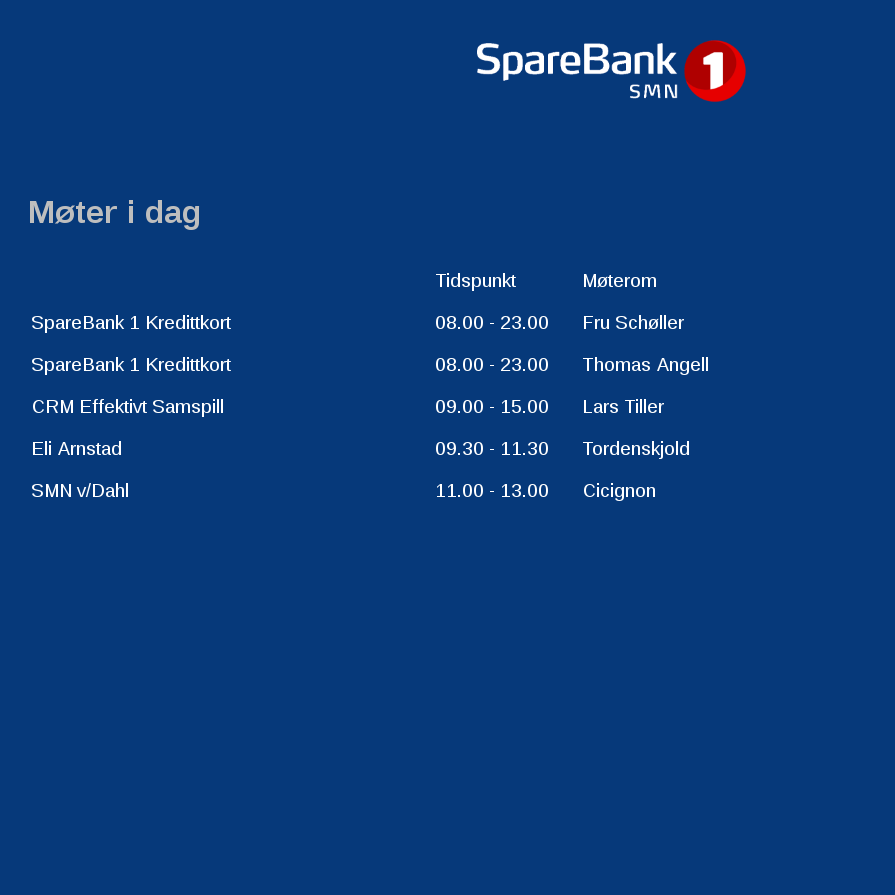 SpareBank 1
SMN
Møter i dag
Tidspunkt Møterom
SpareBank 1 Kredittkort 08.00 - 23.00 Fru Schøller
SpareBank 1 Kredittkort 08.00 - 23.00 Thomas Angell
CRM Effektivt Samspill 09.00 - 15.00 Lars Tiller
Eli Arnstad 09.30 - 11.30 Tordenskjold
SMN v/Dahl 11.00 - 13.00 Cicignon